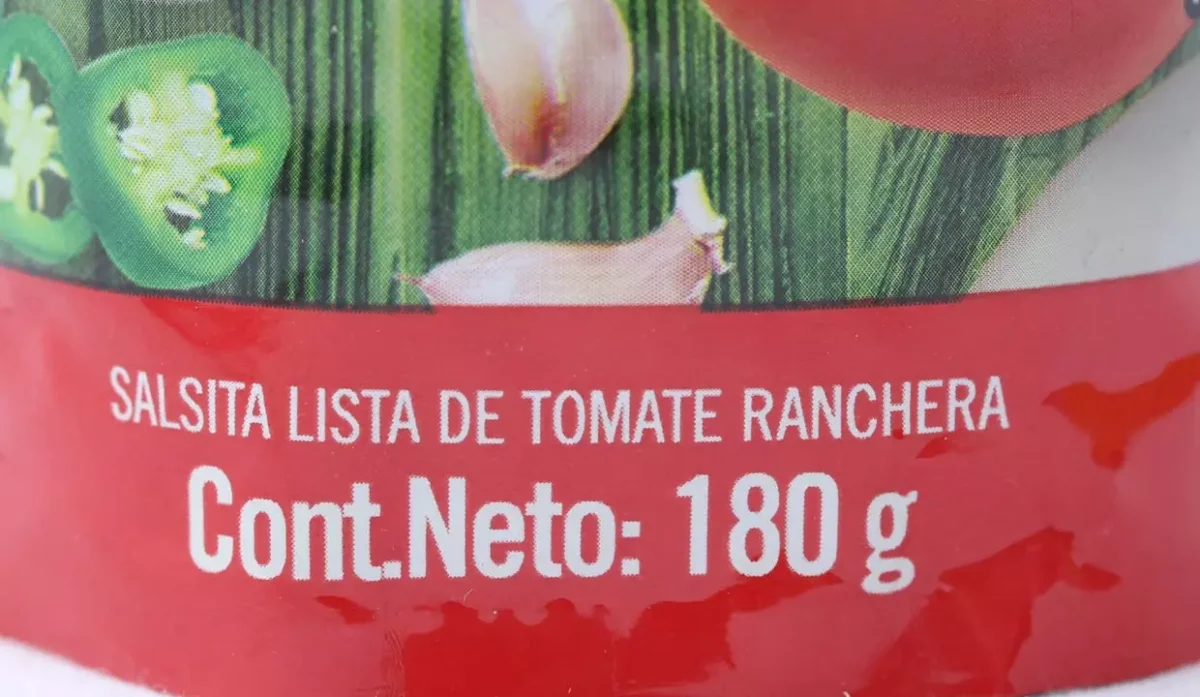 SALSITA LISTA DE TOMATE RANCHERA
Cont.Neto: 180 g